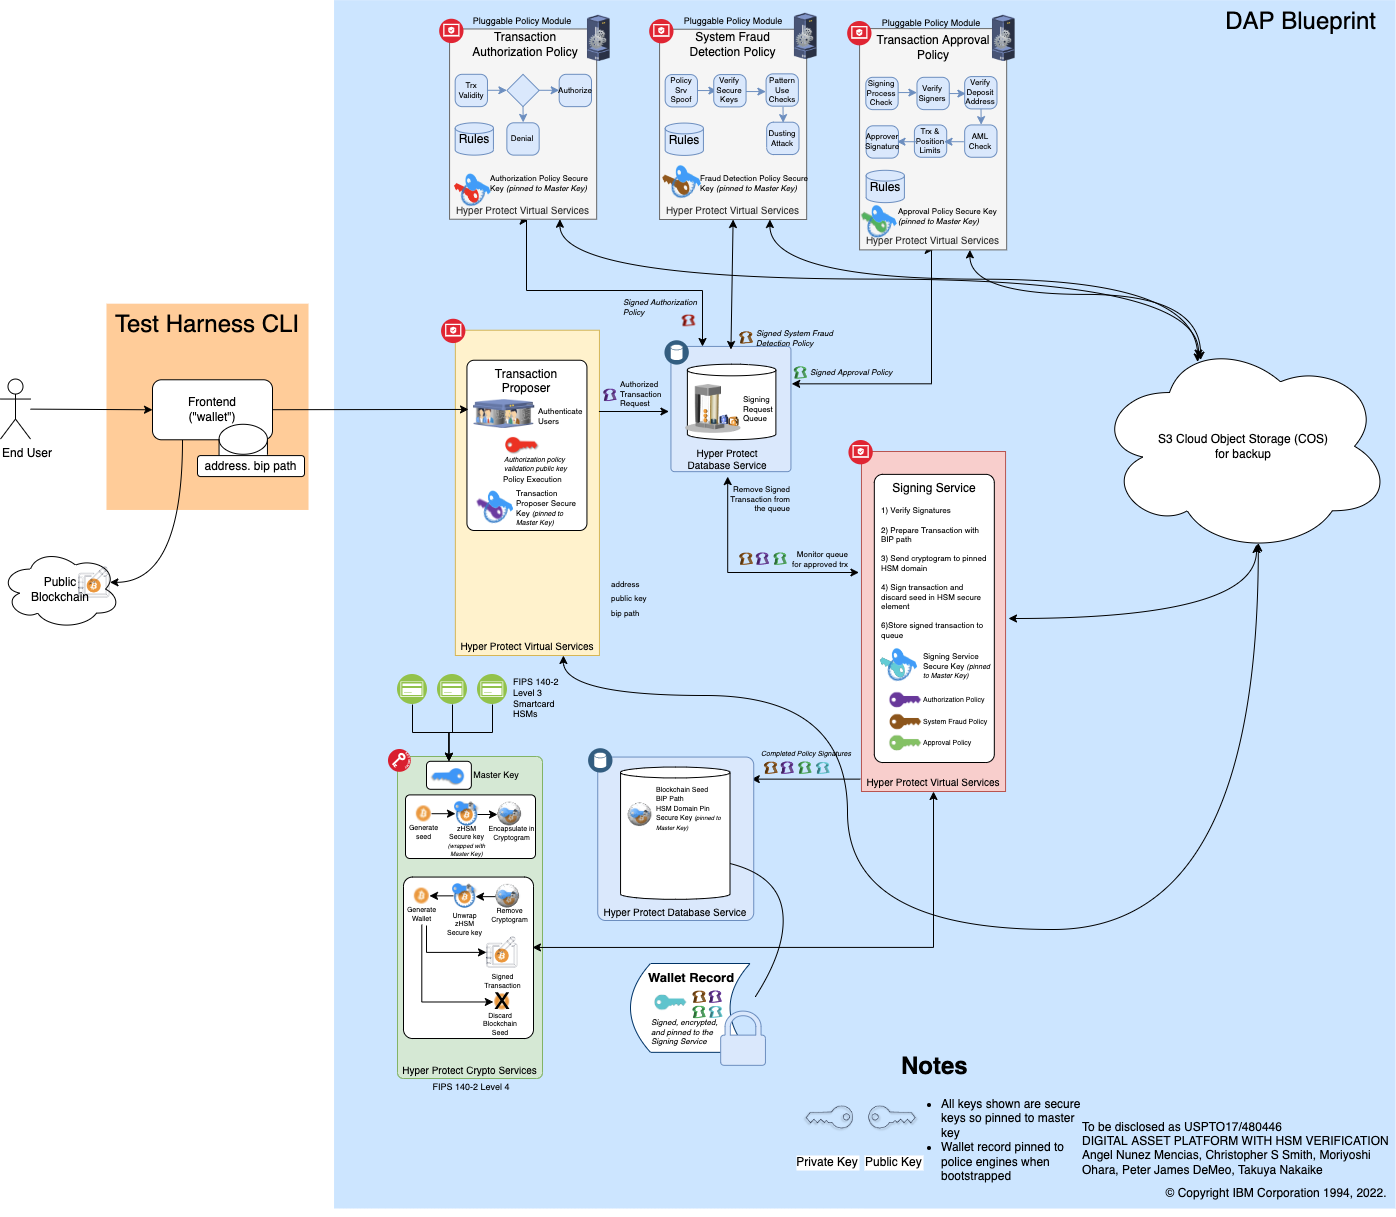 DAP Blueprint
Pluggable Policy Module
Transaction
Authorization Policy
Trx
Validity
Authorize
Rules
Denial
Authorization Policy Secure
Key (pinned to Master Key)
Hyper Protect Virtual Services
Pluggable Policy Module
System Fraud
Detection Policy
Policy
Srv
Spoof
Verify
Secure
Keys
Pattern
Use
Checks
Rules
Dusting
Attack
Fraud Detection Policy Secure
Key (pinned to Master Key)
Hyper Protect Virtual Services
Pluggable Policy Module
Transaction Approval
Policy
Signing
Process
Check
Verify
Signers
Verify
Deposit
Address
Approver
Signature
Trx &
Position
Limits
AML
Check
Rules
Approval Policy Secure Key
(pinned to Master Key)
Hyper Protect Virtual Services
Signed Authorization
Policy
Signed System Fraud
Detection Policy
Signed Approval Policy
Test Harness CLI
Frontend
("wallet")
address. bip path
End User
Public
Blockchain
Transaction
Proposer
Authenticate
Users
Authorization policy
validation public key
Policy Execution
Transaction
Proposer Secure
Key (pinned to
Master Key)
Hyper Protect Virtual Services
Authorized
Transaction
Request
Signing
Request
Queue
Hyper Protect
Database Service
Remove Signed
Transaction from
the queue
Monitor queue
for approved trx
address
public key
bip path
S3 Cloud Object Storage (COS)
for backup
Signing Service
1) Verify Signatures
2) Prepare Transaction with
BIP path
3) Send cryptogram to pinned
HSM domain
4) Sign transaction and
discard seed in HSM secure
element
6)Store signed transaction to
queue
Signing Service
Secure Key (pinned
to Master Key)
Authorization Policy
System Fraud Policy
Approval Policy
Hyper Protect Virtual Services
FIPS 140-2
Level 3
Smartcard
HSMs
Master Key
Generate
seed
zHSM
Secure key
(wrapped with
Master Key)
Encapsulate in
Cryptogram
Generate
Wallet
Unwrap
zHSM
Secure key
Remove
Cryptogram
Signed
Transaction
Discard
Blockchain
Seed
Hyper Protect Crypto Services
FIPS 140-2 Level 4
Completed Policy Signatures
Blockchain Seed
BIP Path
HSM Domain Pin
Secure Key (pinned to
Master Key)
Hyper Protect Database Service
Wallet Record
Signed, encrypted,
and pinned to the
Signing Service
Notes
Private Key
Public Key
• All keys shown are secure
keys so pinned to master
key
• Wallet record pinned to
police engines when
bootstrapped
To be disclosed as USPTO17/480446
DIGITAL ASSET PLATFORM WITH HSM VERIFICATION
Angel Nunez Mencias, Christopher S Smith, Moriyoshi
Ohara, Peter James DeMeo, Takuya Nakaike
© Copyright IBM Corporation 1994, 2022.